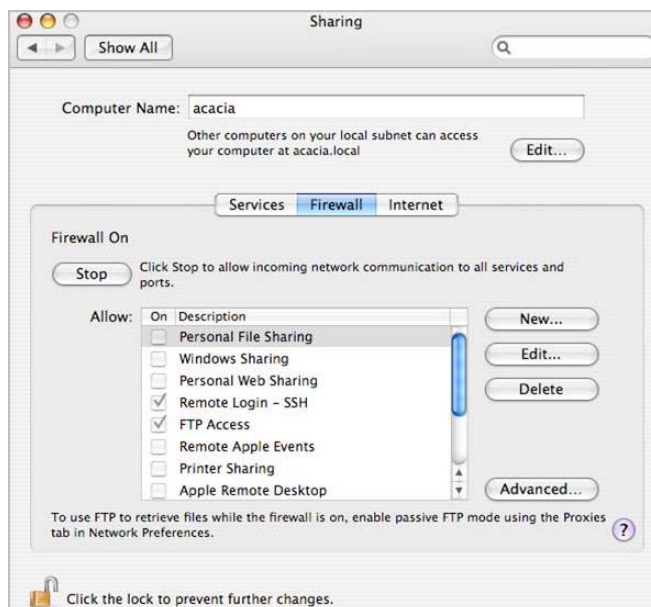 Sharing
Show All
Computer Name: acacia
Other computers on your local subnet can access
your computer at acacia.local
Edit...
Services Firewall Internet
Firewall On
Stop
Click Stop to allow incoming network communication to all services and
ports.
Allow:
On Description
Personal File Sharing
Windows Sharing
Personal Web Sharing
Remote Login – SSH
FTP Access
Remote Apple Events
Printer Sharing
Apple Remote Desktop
New...
Edit...
Delete
Advanced...
To use FTP to retrieve files while the firewall is on, enable passive FTP mode using the Proxies
tab in Network Preferences.
?
Click the lock to prevent further changes.